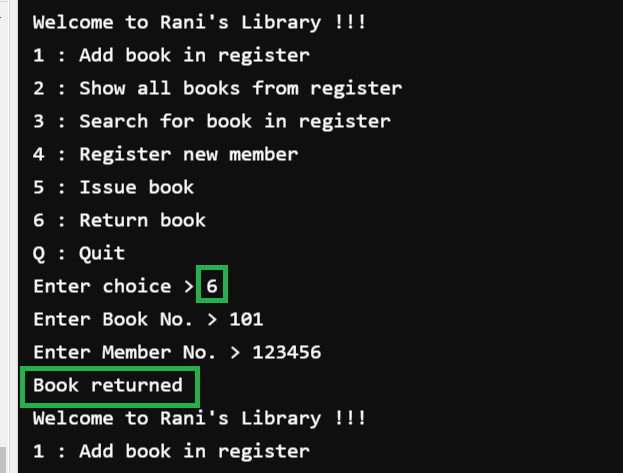 Welcome to Rani's Library !!!
1 : Add book in register
2 : Show all books from register
3 : Search for book in register
4 : Register new member
5 : Issue book
6 : Return book
Q : Quit
Enter choice > 6
Enter Book No. > 101
Enter Member No. > 123456
Book returned
Welcome to Rani's Library !!!
1 : Add book in register